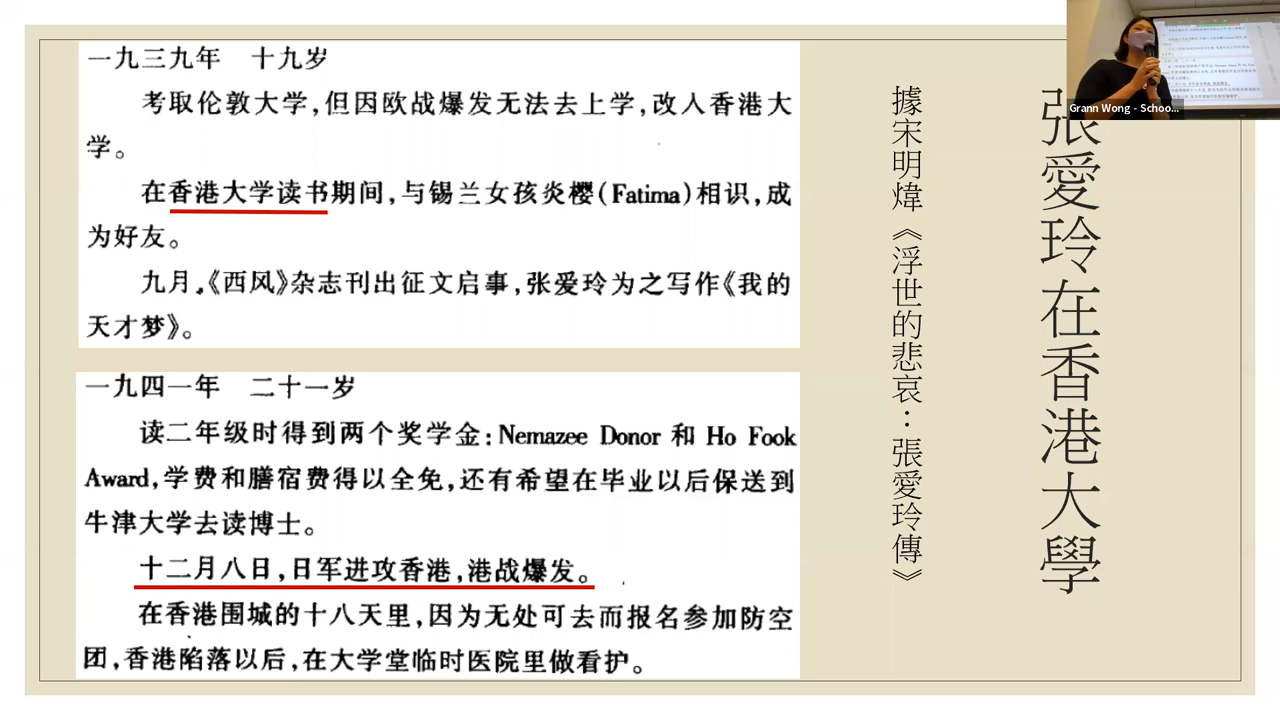 張愛玲在香港大學
據宋明煒《浮世的悲哀：張愛玲傳》
一九三九年　十九岁
考取伦敦大学,但因欧战爆发无法去上学,改入香港大
学。
在香港大学读书期间,与锡兰女孩炎樱(Fatima)相识,成
为好友。
九月,《西风》杂志刊出征文启事,张爱玲为之写作《我的
天才梦》。
一九四一年　二十一岁
读二年级时得到两个奖学金:Nemazee Donor 和 Ho Fook
Award,学费和膳宿费得以全免,还有希望在毕业以后保送到
牛津大学去读博士。
十二月八日,日军进攻香港,港战爆发。
在香港围城的十八天里,因为无处可去而报名参加防空
团,香港陷落以后,在大学堂临时医院里做看护。
Grann Wong - Schoo...